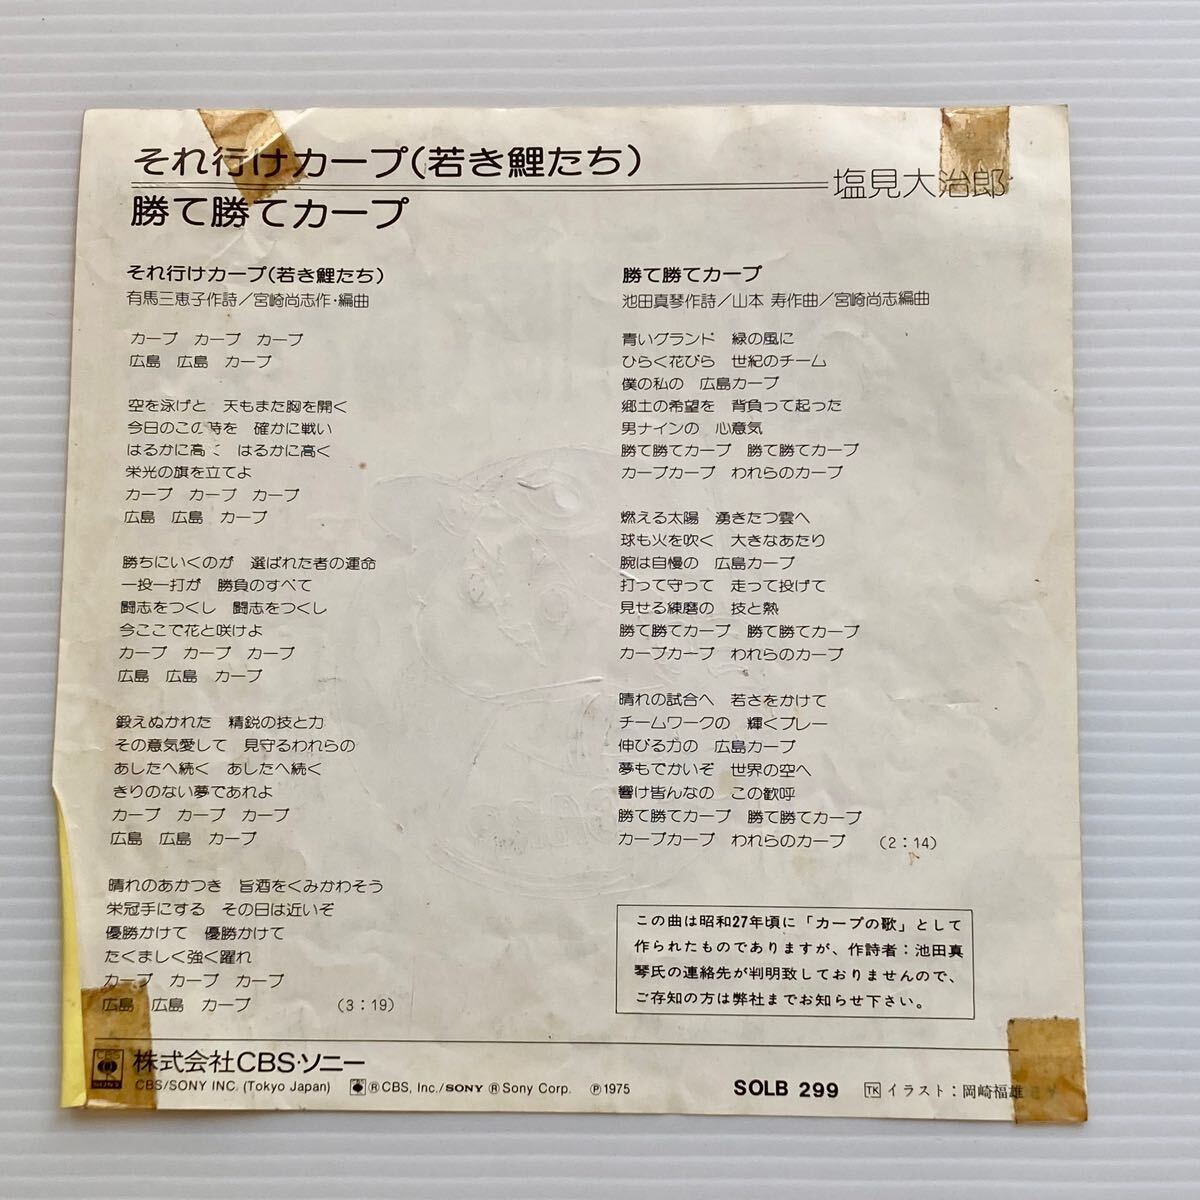 それ行けカープ(若き鯉たち)
勝て勝てカープ
塩見大治郎
それ行けカープ(若き鯉たち)
有馬三恵子作詩/宮崎尚志作・編曲
カープ カープ カープ
広島 広島 カープ
空を泳げと 天もまた胸を開く
今日のこの時を 確かに戦い
はるかに高く はるかに高く
栄光の旗を立てよ
カープ カープ カープ
広島 広島 カープ
勝ちにいくのが 選ばれた者の運命
一投一打が 勝負のすべて
闘志をつくし 闘志をつくし
今ここで花と咲けよ
カープ カープ カープ
広島 広島 カープ
鍛えぬかれた 精鋭の技と力
その意気愛して 見守るわれらの
あしたへ続く あしたへ続く
きりのない夢であれよ
カープ カープ カープ
広島 広島 カープ
晴れのあかつき 旨酒をくみかわそう
栄冠手にする その日は近いぞ
優勝かけて 優勝かけて
たくましく強く躍れ
カープ カープ カープ
広島 広島 カープ (3:19)
勝て勝てカープ
池田真琴作詩/山本 寿作曲/宮崎尚志編曲
青いグランド 緑の風に
ひらく花びら 世紀のチーム
僕の私の 広島カープ
郷土の希望を 背負って起った
男ナインの 心意気
勝て勝てカープ 勝て勝てカープ
カープカープ われらのカープ
燃える太陽 湧きたつ雲へ
球も火を吹く 大きなあたり
腕は自慢の 広島カープ
打って守って 走って投げて
見せる練磨の 技と熱
勝て勝てカープ 勝て勝てカープ
カープカープ われらのカープ
晴れの試合へ 若さをかけて
チームワークの 輝くプレー
伸びる力の 広島カープ
夢もでかいぞ 世界の空へ
響け皆んなの この歓呼
勝て勝てカープ 勝て勝てカープ
カープカープ われらのカープ (2:14)
この曲は昭和27年頃に「カープの歌」として
作られたものでありますが、作詩者:池田真
琴氏の連絡先が判明致しておりませんので、
ご存知の方は弊社までお知らせ下さい。
CBS SONY 株式会社CBS・ソニー
CBS/SONY INC. (Tokyo Japan) ®CBS, Inc./SONY ®Sony Corp. ℗1975
SOLB 299 TK イラスト:岡崎福雄